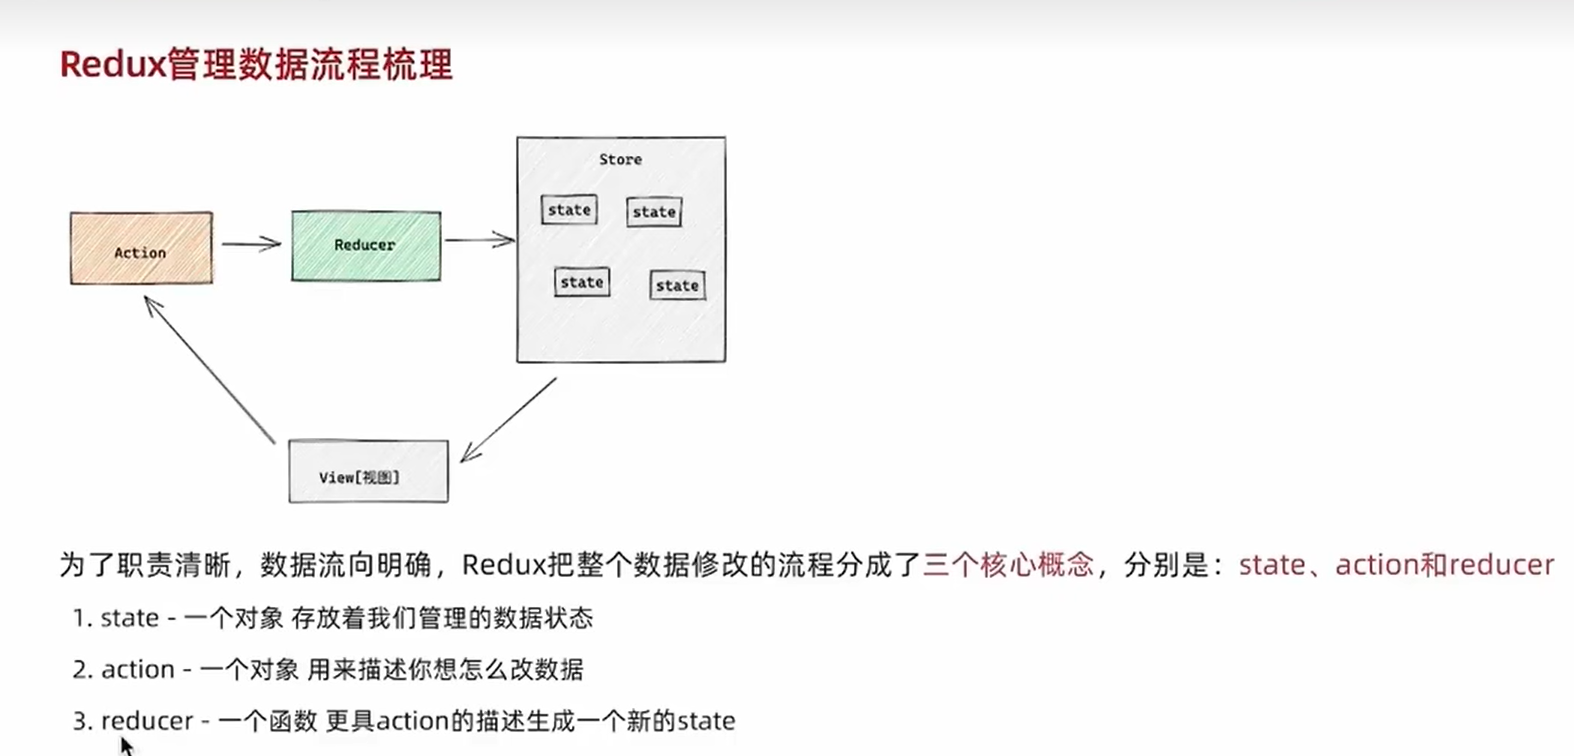 Redux管理数据流程梳理
Store
state state
Action
Reducer
state state
View[视图]
为了职责清晰，数据流向明确，Redux把整个数据修改的流程分成了三个核心概念，分别是：state、action和reducer
1. state - 一个对象 存放着我们管理的数据状态
2. action - 一个对象 用来描述你想怎么改数据
3. reducer - 一个函数 更具action的描述生成一个新的state